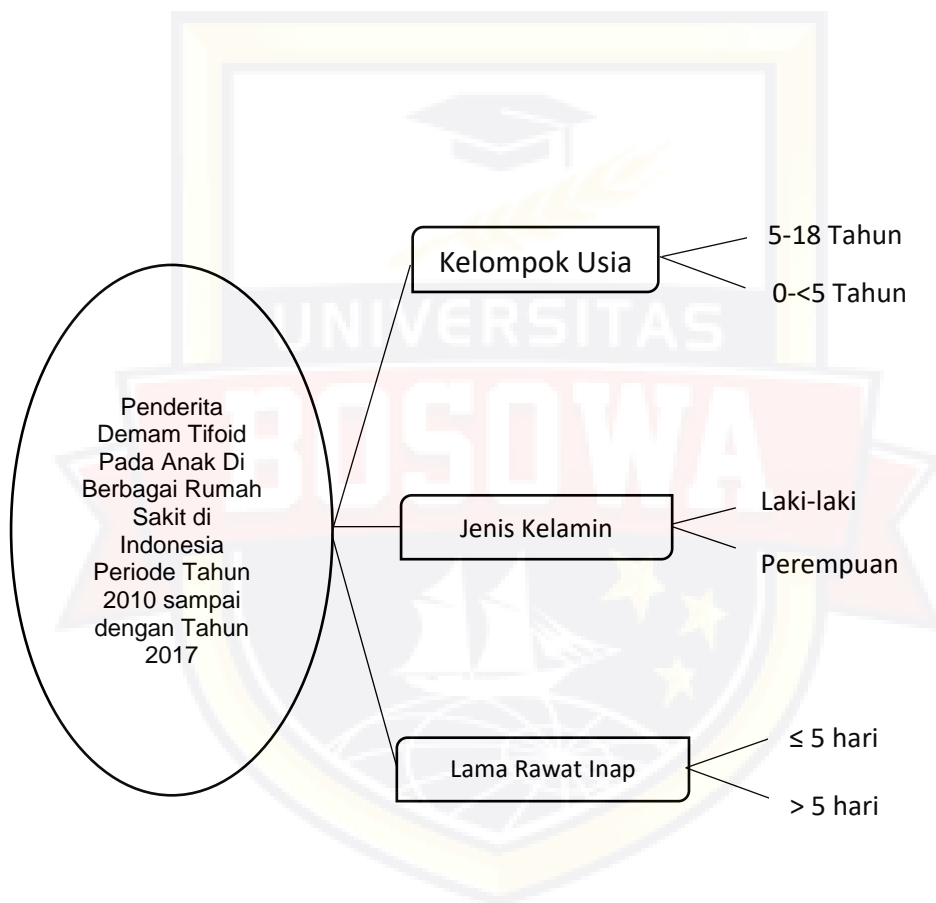 Kelompok Usia
5-18 Tahun
0-<5 Tahun
UNIVERSITAS
BOSOWA
Penderita
Demam Tifoid
Pada Anak Di
Berbagai Rumah
Sakit di
Indonesia
Periode Tahun
2010 sampai
dengan Tahun
2017
Jenis Kelamin
Laki-laki
Perempuan
Lama Rawat Inap
≤ 5 hari
> 5 hari